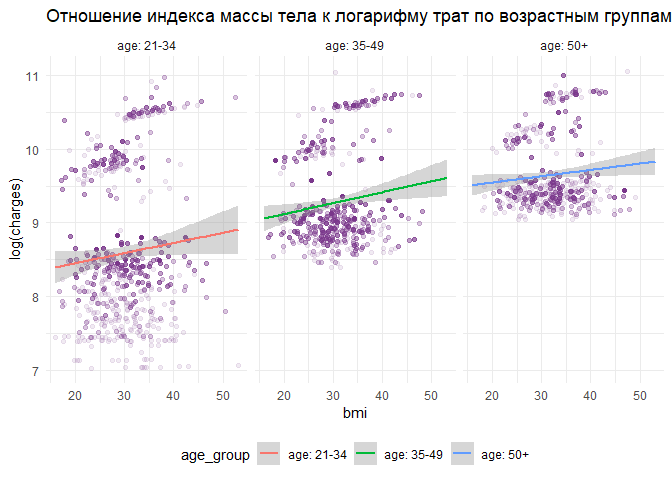 Отношение индекса массы тела к логарифму трат по возрастным группам
age: 21-34 age: 35-49 age: 50+
11
10
9
8
7
log(charges)
20 30 40 50 20 30 40 50 20 30 40 50
bmi
age_group age: 21-34 age: 35-49 age: 50+